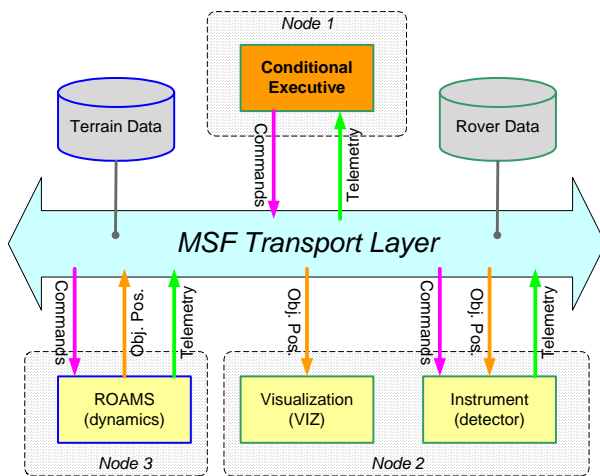 Node 1
Conditional
Executive
Terrain Data
Rover Data
Commands
Telemetry
MSF Transport Layer
Commands
Obj. Pos.
Telemetry
Obj. Pos.
Commands
Obj. Pos.
Telemetry
ROAMS
(dynamics)
Visualization
(VIZ)
Instrument
(detector)
Node 3
Node 2